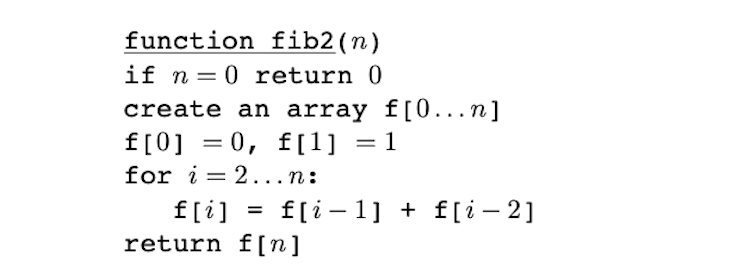 function fib2(n)
if n = 0 return 0
create an array f[0...n]
f[0] = 0, f[1] = 1
for i = 2...n:
f[i] = f[i − 1] + f[i − 2]
return f[n]